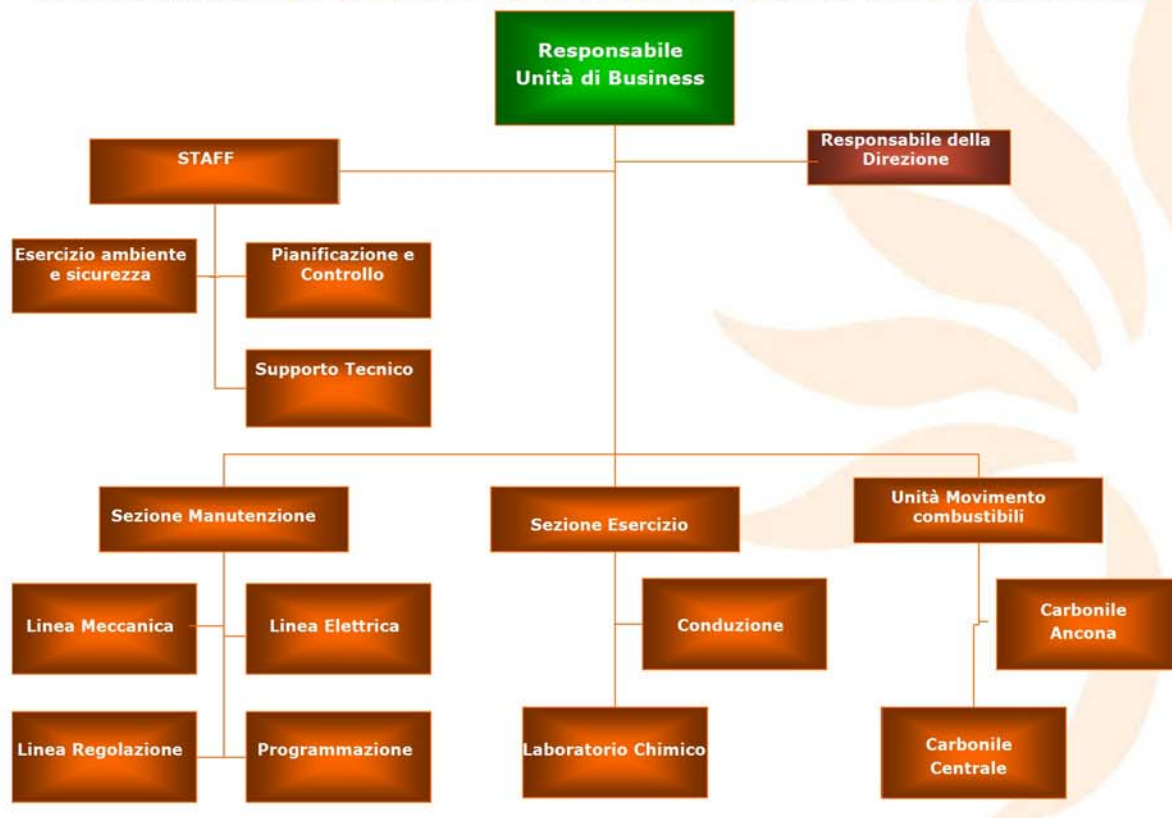 Responsabile
Unità di Business
STAFF
Responsabile della
Direzione
Esercizio ambiente
e sicurezza
Pianificazione e
Controllo
Supporto Tecnico
Sezione Manutenzione
Sezione Esercizio
Unità Movimento
combustibili
Linea Meccanica
Linea Elettrica
Conduzione
Carbonile
Ancona
Linea Regolazione
Programmazione
Laboratorio Chimico
Carbonile
Centrale